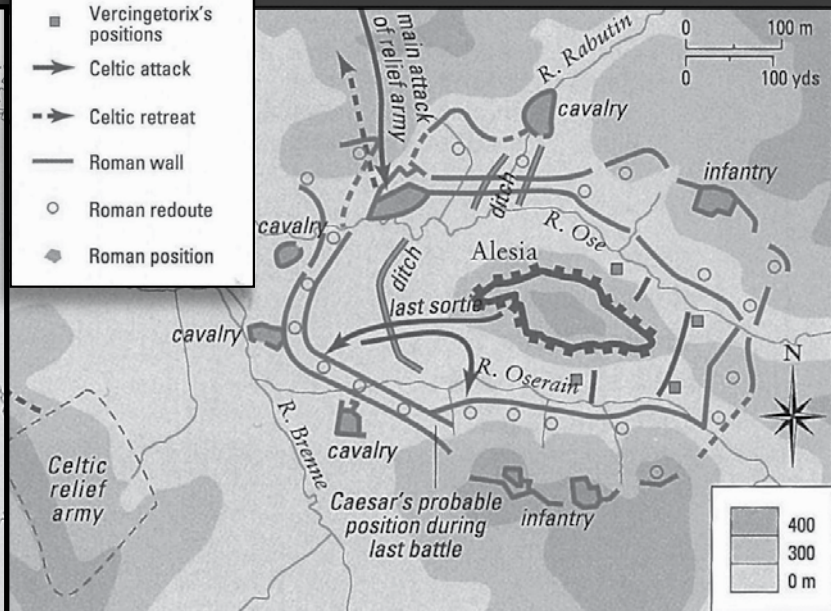 Vercingetorix's
positions
Celtic attack
Celtic retreat
Roman wall
Roman redoute
Roman position
main attack
of relief army
R. Rabutin
0 100 m
0 100 yds
cavalry
infantry
ditch
cavalry
R. Ose
Alesia
ditch
last sortie
cavalry
R. Oserain
N
R. Brenne
cavalry
Celtic
relief
army
Caesar's probable
position during
last battle
infantry
400
300
0 m